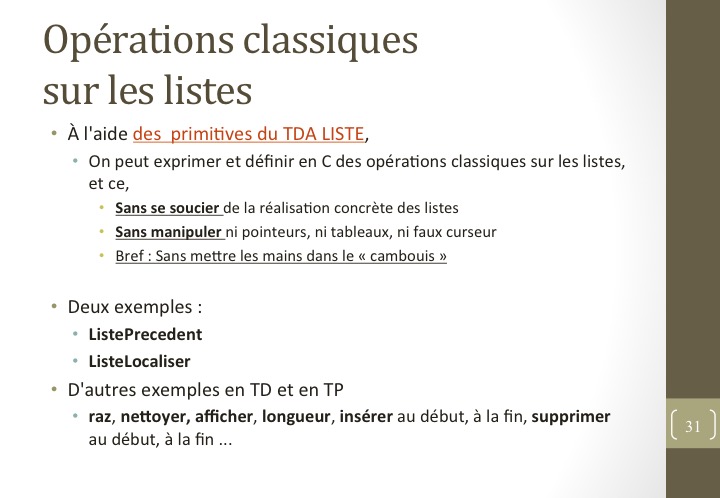 Opérations classiques
sur les listes
• À l'aide des primitives du TDA LISTE,
• On peut exprimer et définir en C des opérations classiques sur les listes,
et ce,
• Sans se soucier de la réalisation concrète des listes
• Sans manipuler ni pointeurs, ni tableaux, ni faux curseur
• Bref : Sans mettre les mains dans le « cambouis »
• Deux exemples :
• ListePrecedent
• ListeLocaliser
• D'autres exemples en TD et en TP
• raz, nettoyer, afficher, longueur, insérer au début, à la fin, supprimer
au début, à la fin ...
31